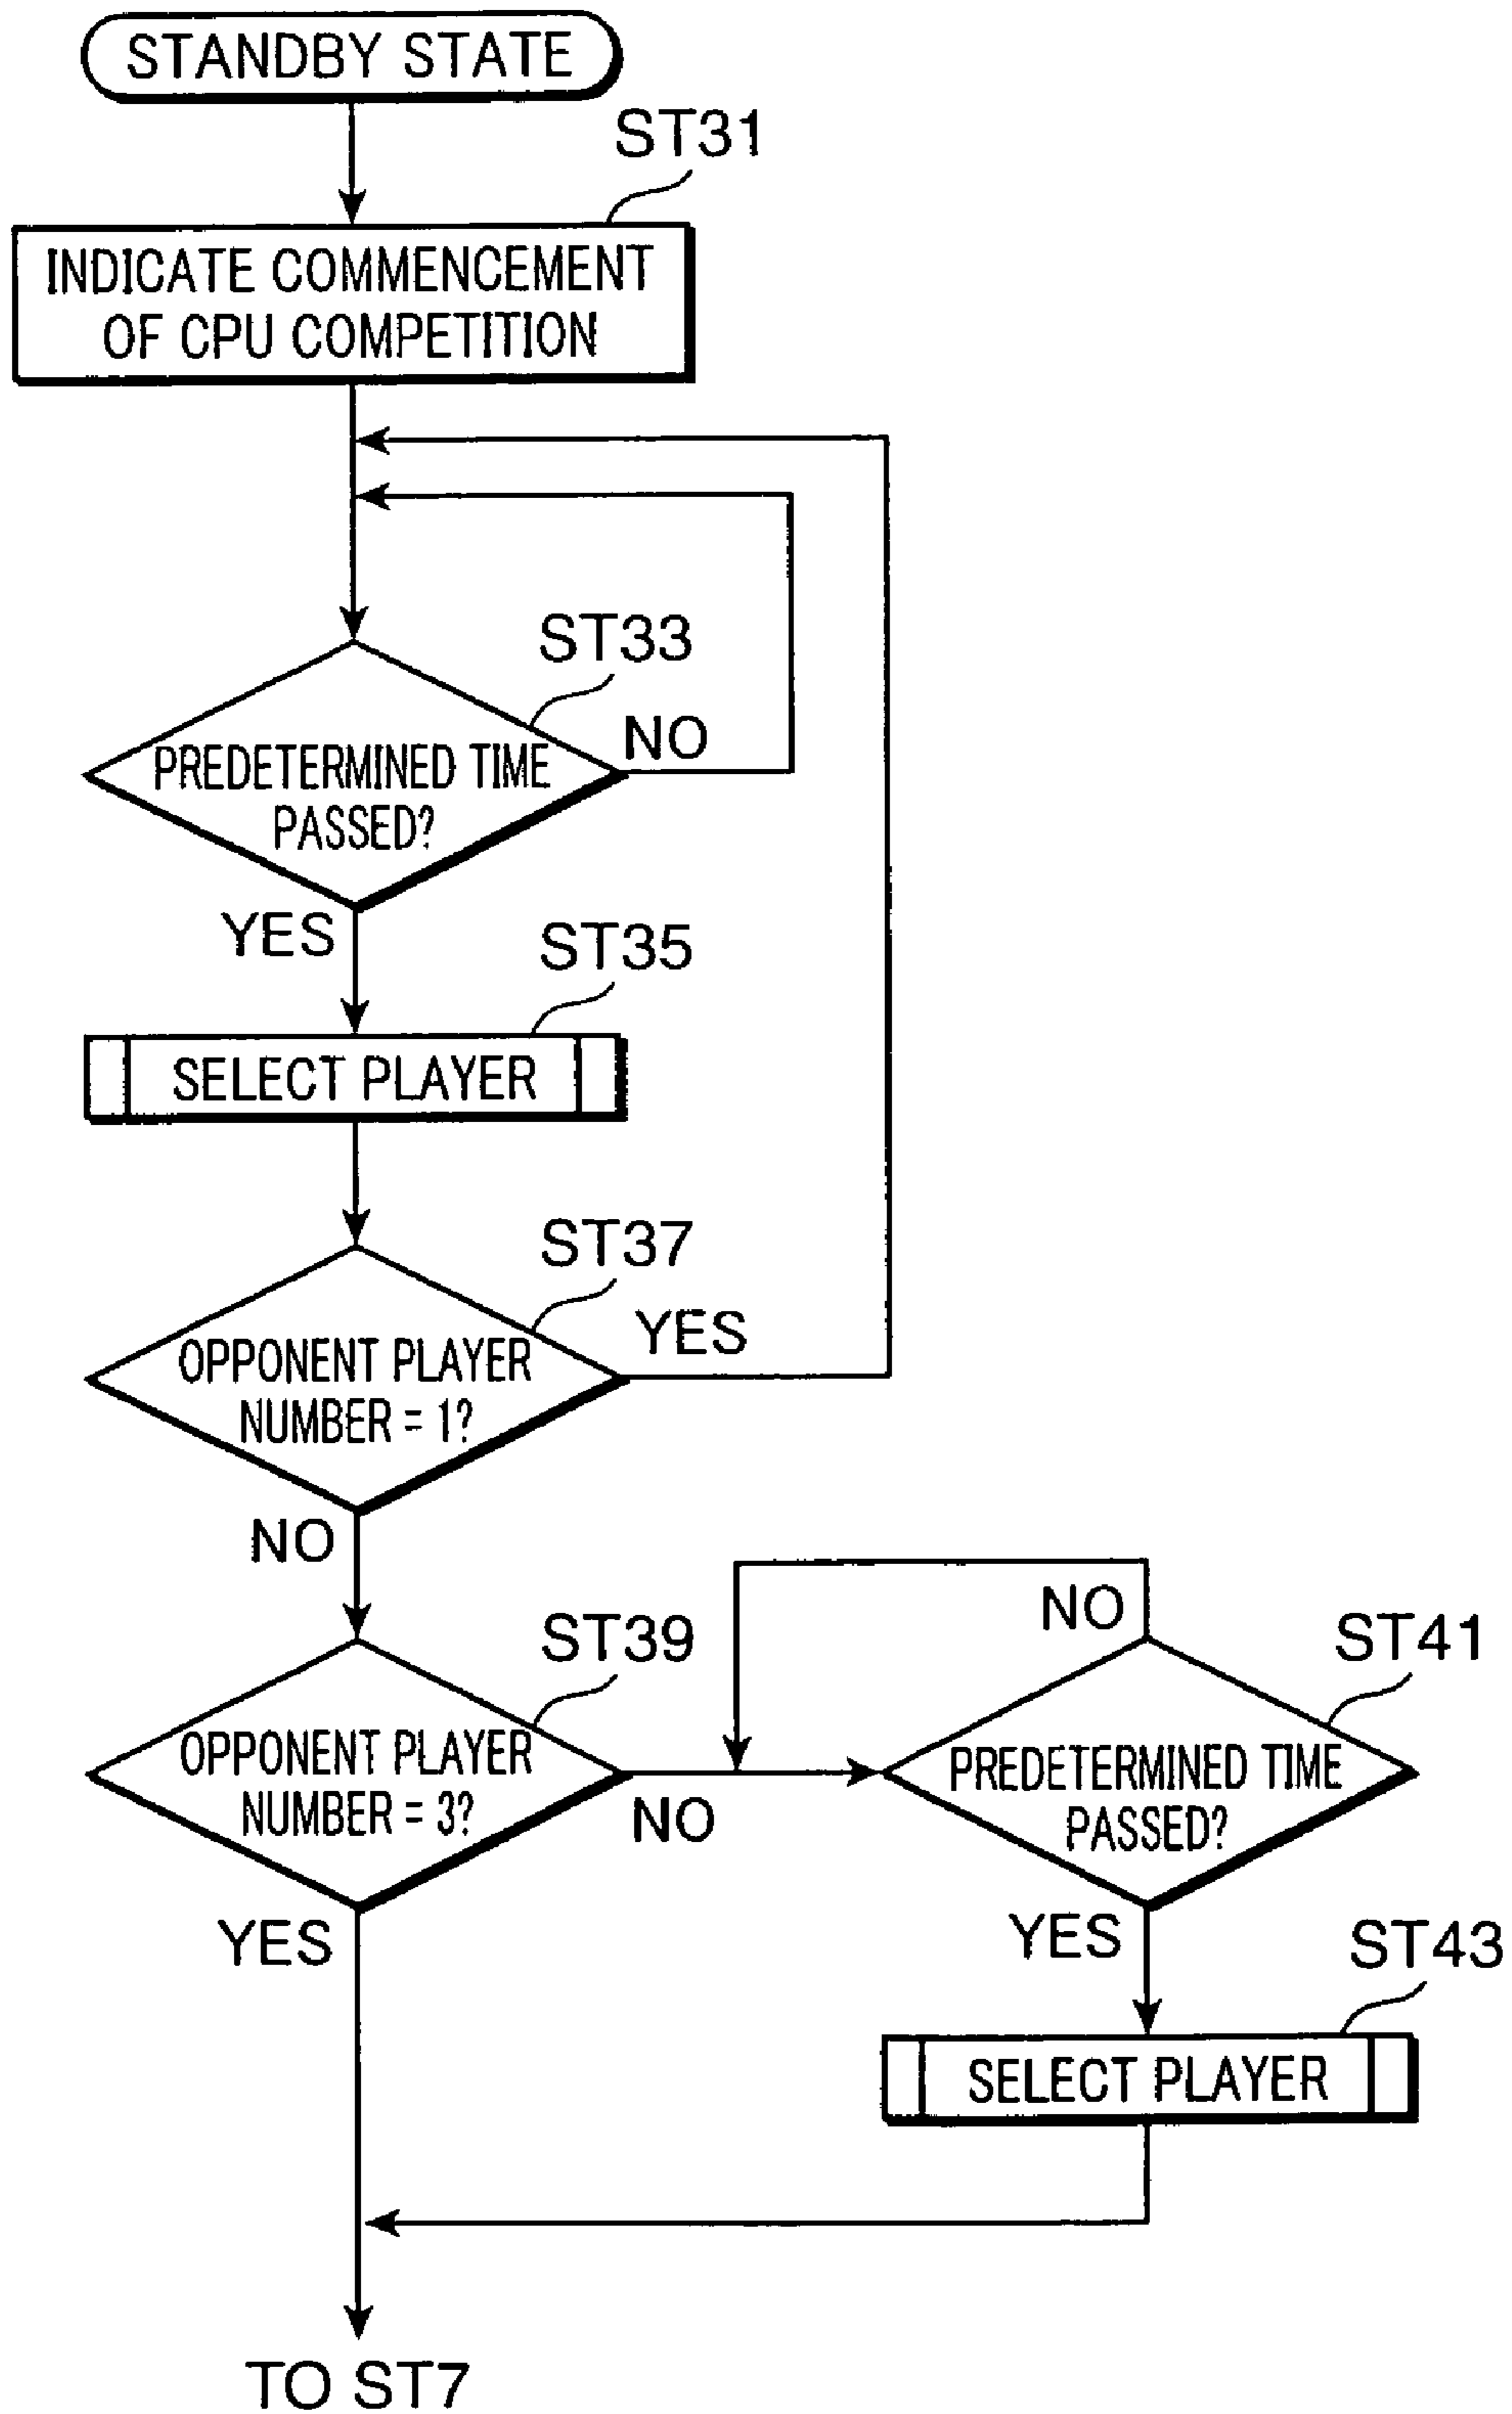 STANDBY STATE
ST31
INDICATE COMMENCEMENT
OF CPU COMPETITION
ST33
NO
PREDETERMINED TIME
PASSED?
YES
ST35
SELECT PLAYER
ST37
YES
OPPONENT PLAYER
NUMBER = 1?
NO
NO
ST39
ST41
OPPONENT PLAYER
NUMBER = 3?
NO
PREDETERMINED TIME
PASSED?
YES
YES
ST43
SELECT PLAYER
TO ST7